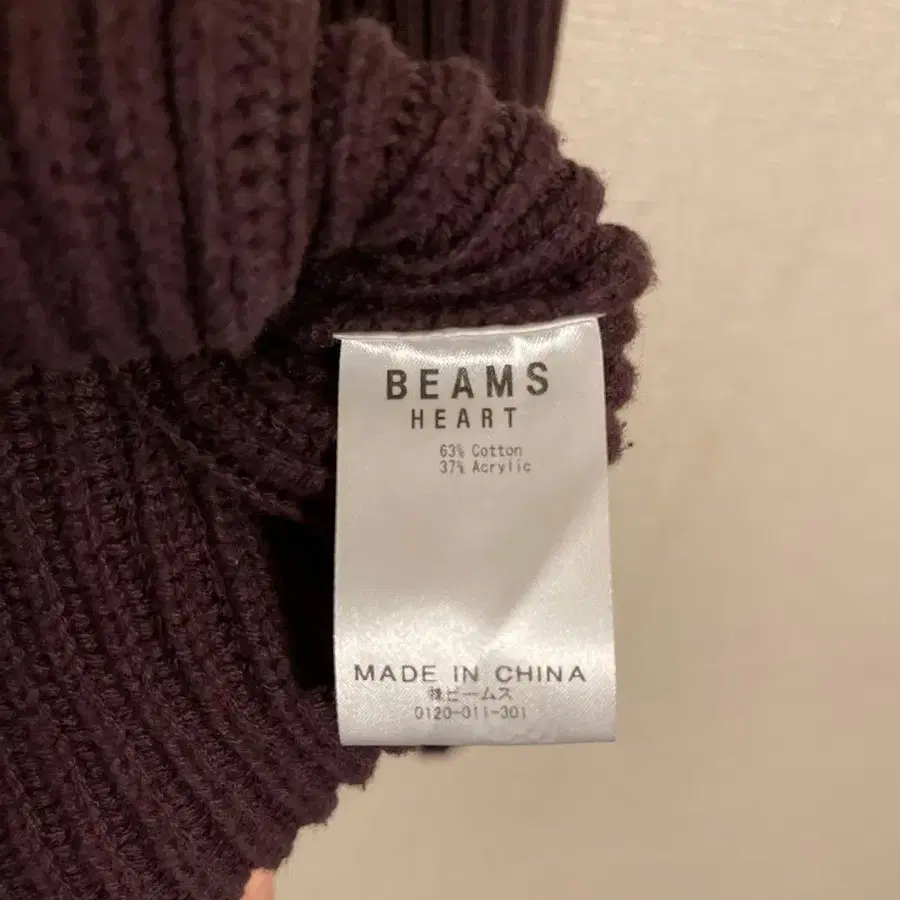 BEAMS
HEART
63% Cotton
37% Acrylic
MADE IN CHINA
㈱ビームス
0120-011-301